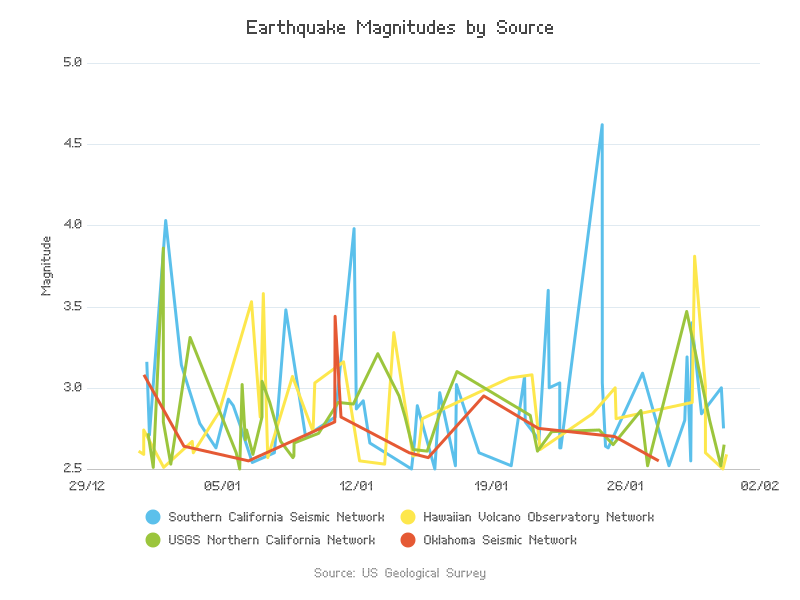 Earthquake Magnitudes by Source
5.0
4.5
4.0
3.5
3.0
2.5
Magnitude
29/12 05/01 12/01 19/01 26/01 02/02
Southern California Seismic Network Hawaiian Volcano Observatory Network
USGS Northern California Network Oklahoma Seismic Network
Source: US Geological Survey